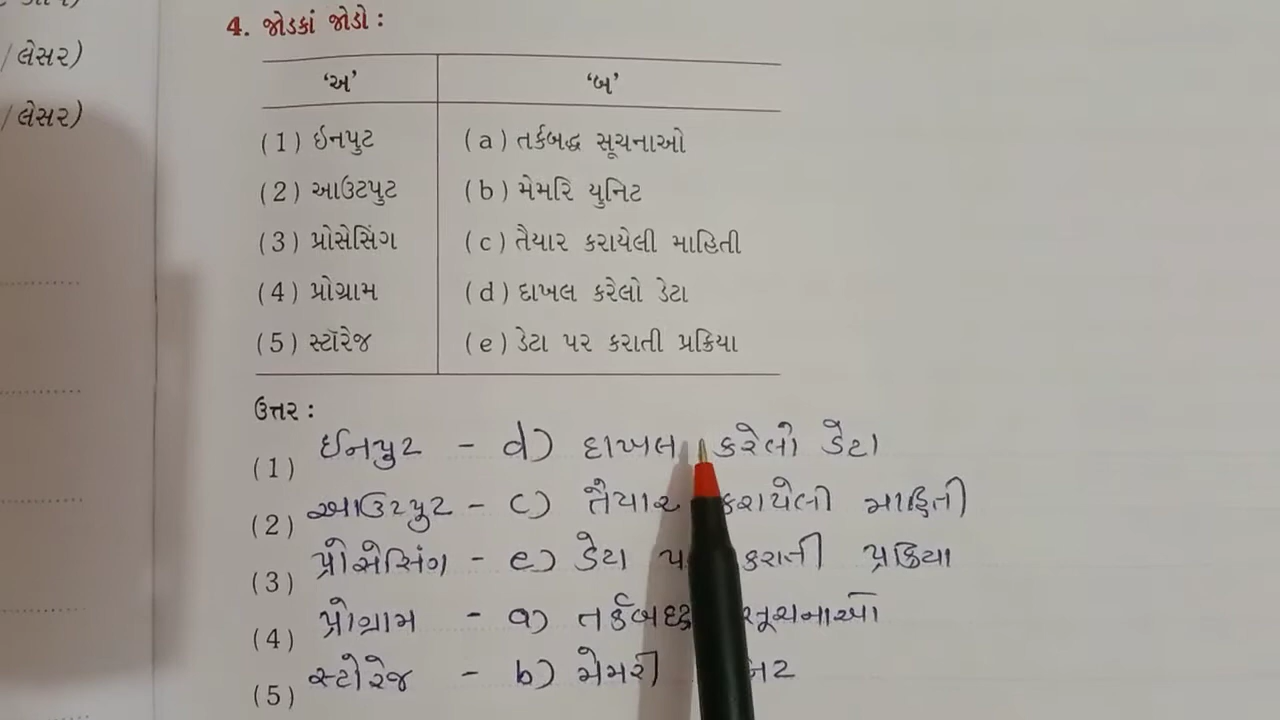 /લેસર)
/લેસર)
4. જોડકાં જોડો :
‘અ’ ‘બ’
(1) ઈનપુટ (a) તર્કબદ્ધ સૂચનાઓ
(2) આઉટપુટ (b) મેમરિ યુનિટ
(3) પ્રોસેસિંગ (c) તૈયાર કરાયેલી માહિતી
(4) પ્રોગ્રામ (d) દાખલ કરેલો ડેટા
(5) સ્ટૉરેજ (e) ડેટા પર કરાતી પ્રક્રિયા
ઉત્તર :
(1) ઈનપુટ - d) દાખલ કરેલો ડેટા
(2) આઉટપુટ - c) તૈયાર કરાયેલી માહિતી
(3) પ્રોસેસિંગ - e) ડેટા કરાતી પ્રક્રિયા
(4) પ્રોગ્રામ - a) તર્કબદ્ધ સૂચનાઓ
(5) સ્ટોરેજ - b) મેમરી